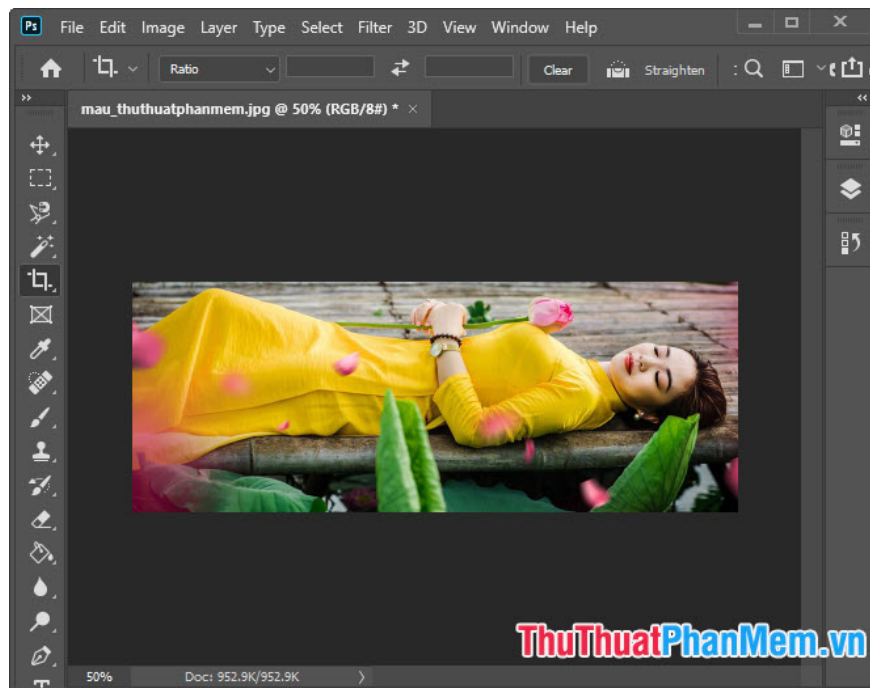 Ps File Edit Image Layer Type Select Filter 3D View Window Help
Ratio Clear Straighten
mau_thuthuatphanmem.jpg @ 50% (RGB/8#) *
ThuThuatPhanMem.vn
50% Doc: 952.9K/952.9K